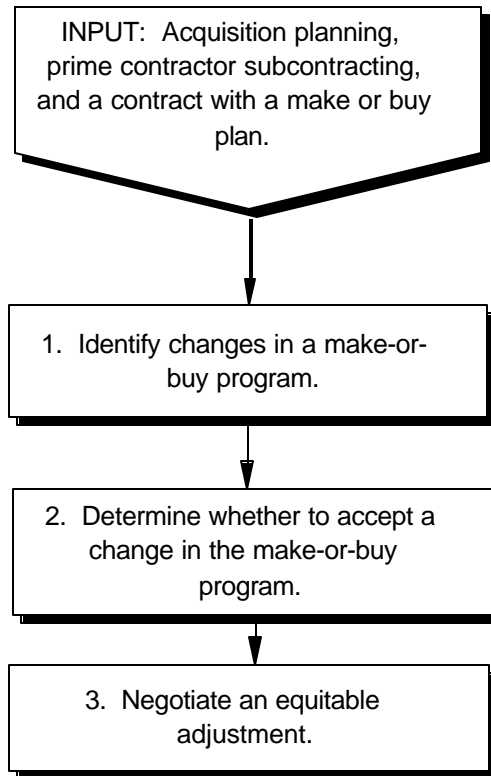 INPUT: Acquisition planning,
prime contractor subcontracting,
and a contract with a make or buy
plan.
1. Identify changes in a make-or-
buy program.
2. Determine whether to accept a
change in the make-or-buy
program.
3. Negotiate an equitable
adjustment.